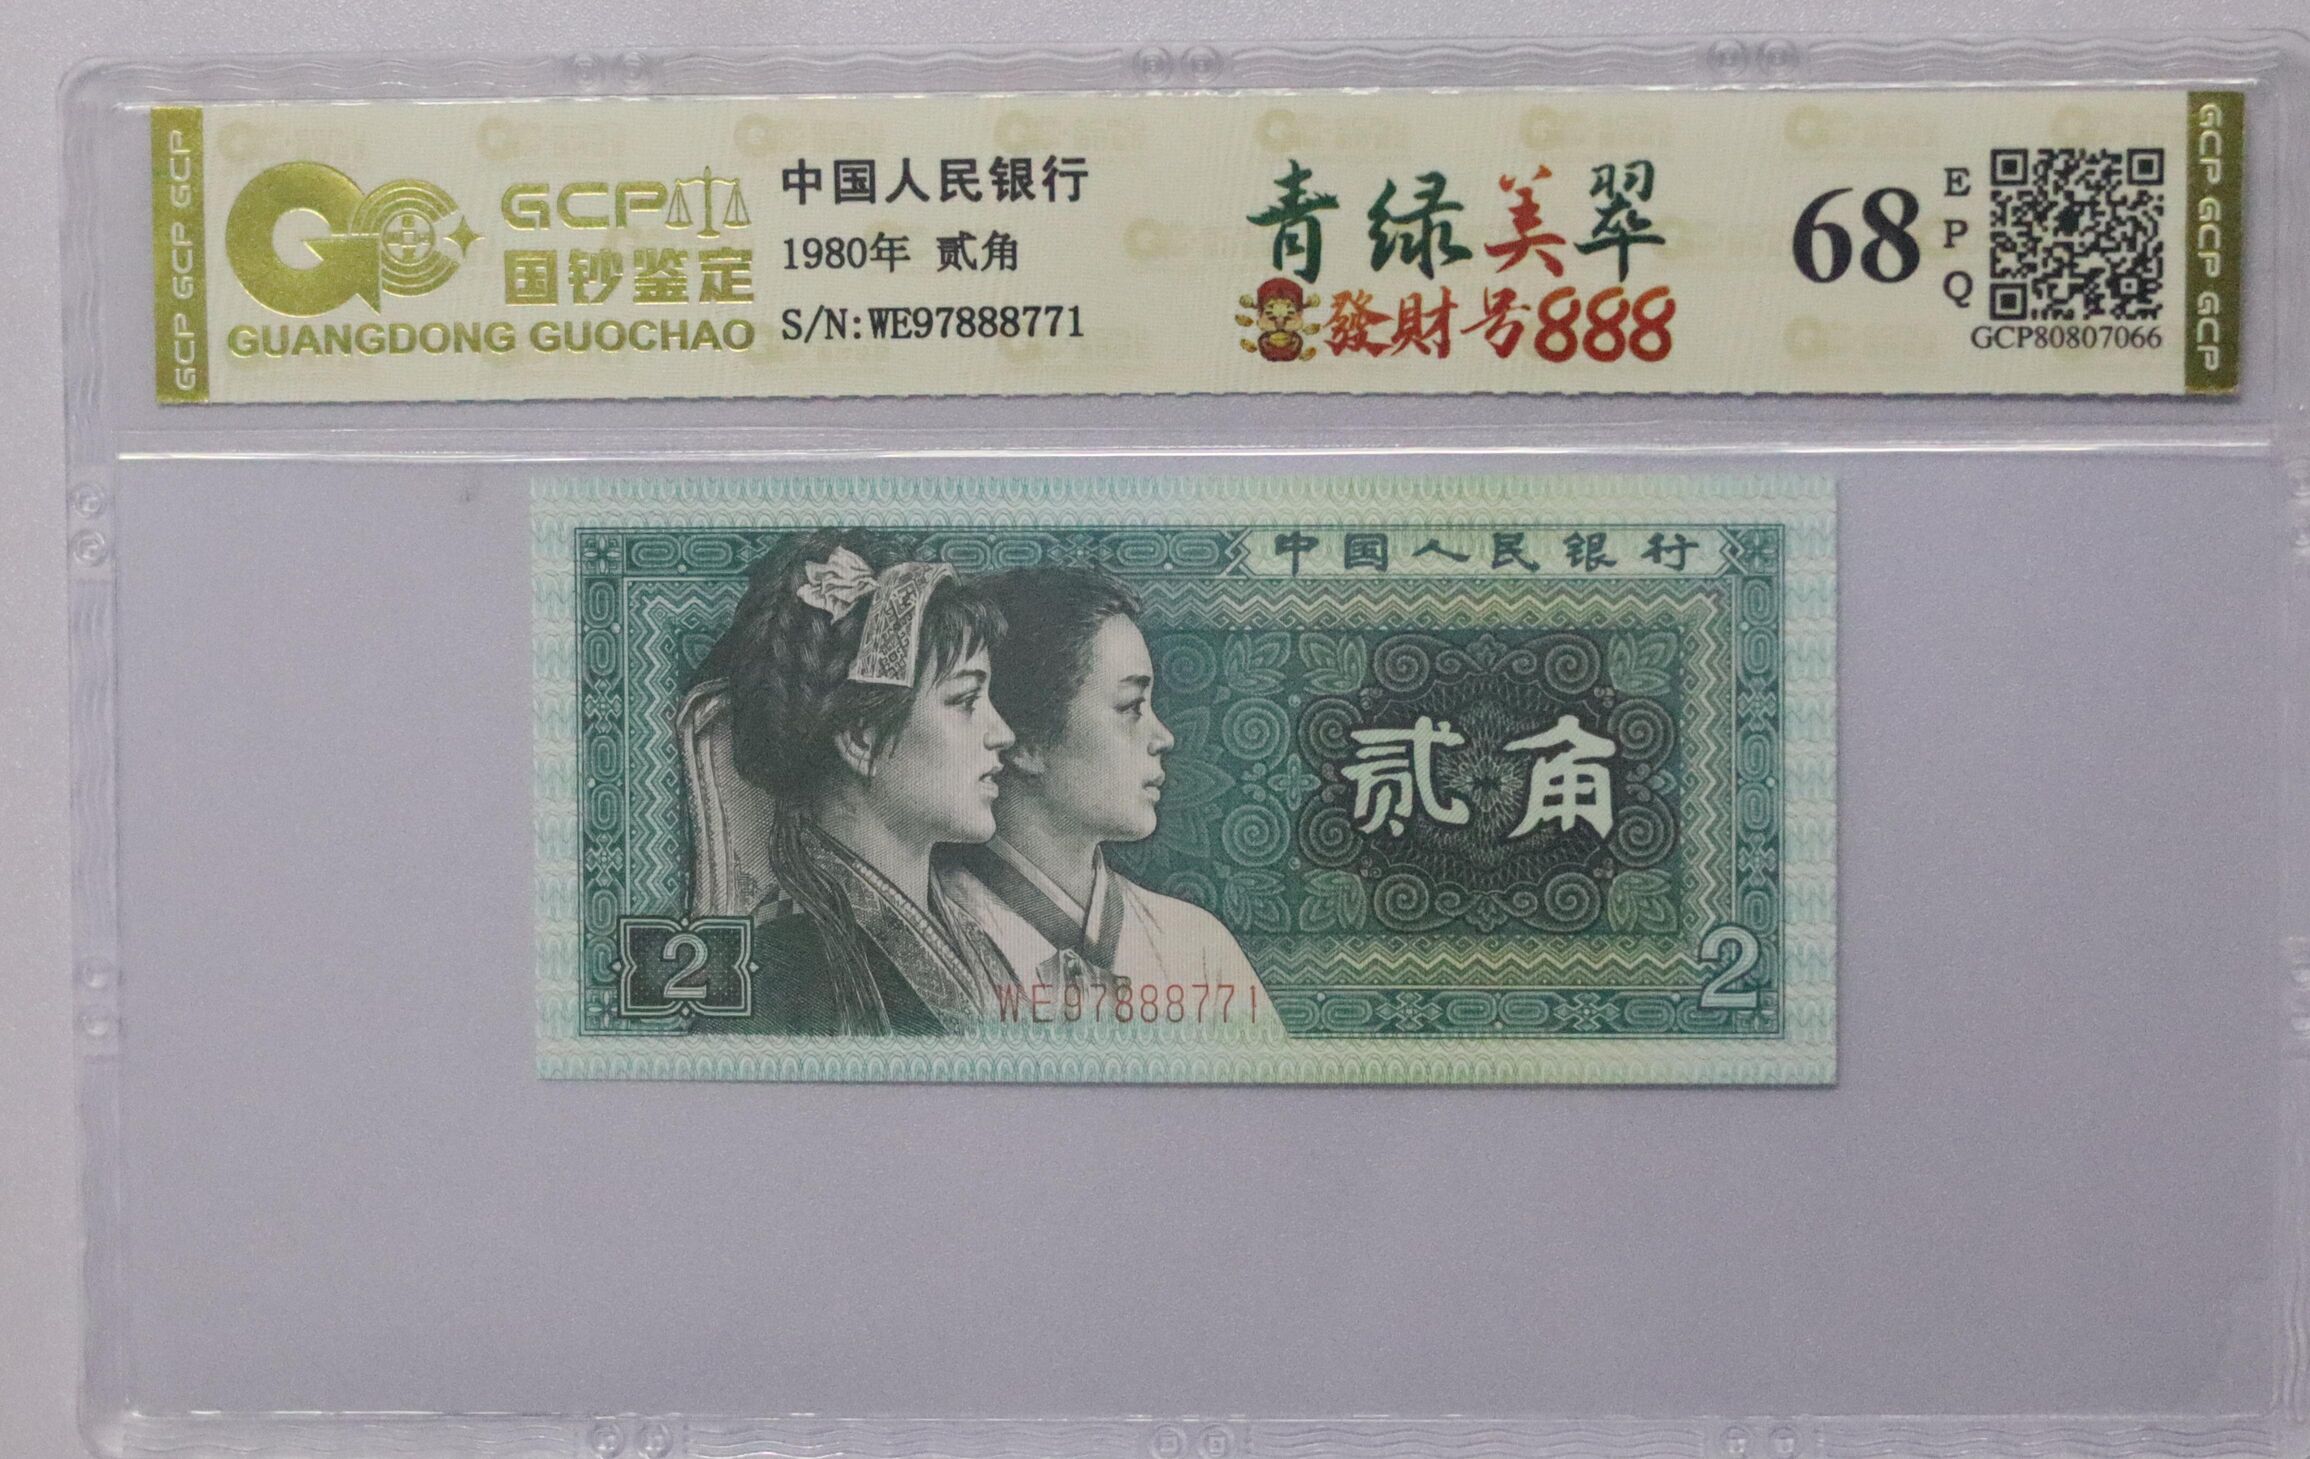 GCP GCP GCP
GCP
国钞鉴定
GUANGDONG GUOCHAO
中国人民银行
1980年 贰角
S/N:WE97888771
青绿美翠
發财号888
68
EPQ
GCP80807066
GCP GCP GCP
中国人民银行
贰角
2
2
WE97888771